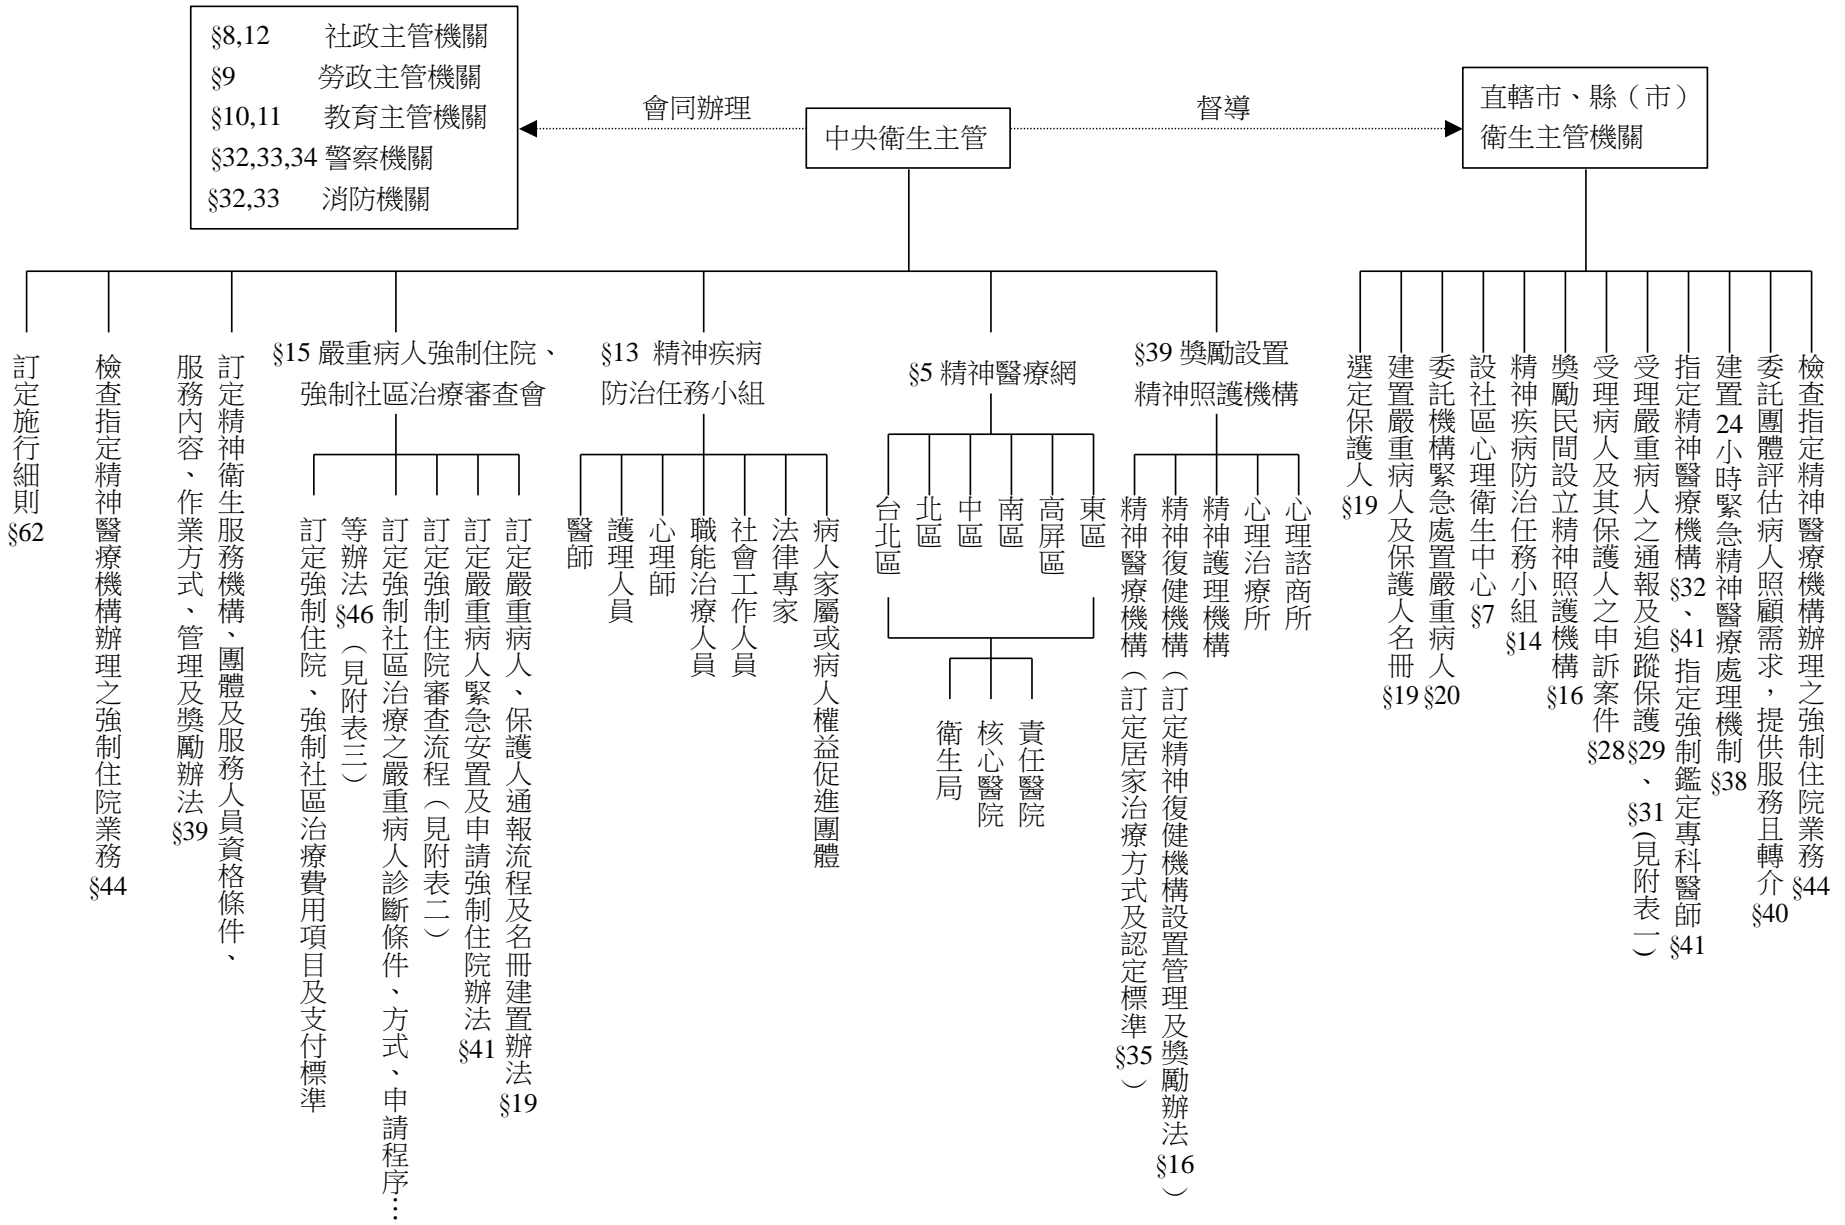 §8,12 社政主管機關
§9 勞政主管機關
§10,11 教育主管機關
§32,33,34 警察機關
§32,33 消防機關
會同辦理
中央衛生主管
督導
直轄市、縣（市）
衛生主管機關
訂定施行細則§62
檢查指定精神醫療機構辦理之強制住院業務§44
訂定精神衛生服務機構、團體及服務人員資格條件、
服務內容、作業方式、管理及獎勵辦法§39
§15 嚴重病人強制住院、
強制社區治療審查會
訂定嚴重病人、保護人通報流程及名冊建置辦法§19
訂定嚴重病人緊急安置及申請強制住院辦法§41
訂定強制住院審查流程（見附表二）
訂定強制社區治療之嚴重病人診斷條件、方式、申請程序…
等辦法§46（見附表三）
訂定強制住院、強制社區治療費用項目及支付標準
§13 精神疾病
防治任務小組
醫師
護理人員
心理師
職能治療人員
社會工作人員
法律專家
病人家屬或病人權益促進團體
§5 精神醫療網
台北區
北區
中區
南區
高屏區
東區
衛生局
核心醫院
責任醫院
§39 獎勵設置
精神照護機構
精神醫療機構（訂定居家治療方式及認定標準§35）
精神復健機構（訂定精神復健機構設置管理及獎勵辦法§16）
精神護理機構
心理治療所
心理諮商所
選定保護人§19
建置嚴重病人及保護人名冊§19
委託機構緊急處置嚴重病人§20
設社區心理衛生中心§7
精神疾病防治任務小組§14
獎勵民間設立精神照護機構§16
受理病人及其保護人之申訴案件§28
受理嚴重病人之通報及追蹤保護§29、§31(見附表一）
指定精神醫療機構§32、§41指定強制鑑定專科醫師§41
建置24小時緊急精神醫療處理機制§38
委託團體評估病人照顧需求，提供服務且轉介§40
檢查指定精神醫療機構辦理之強制住院業務§44